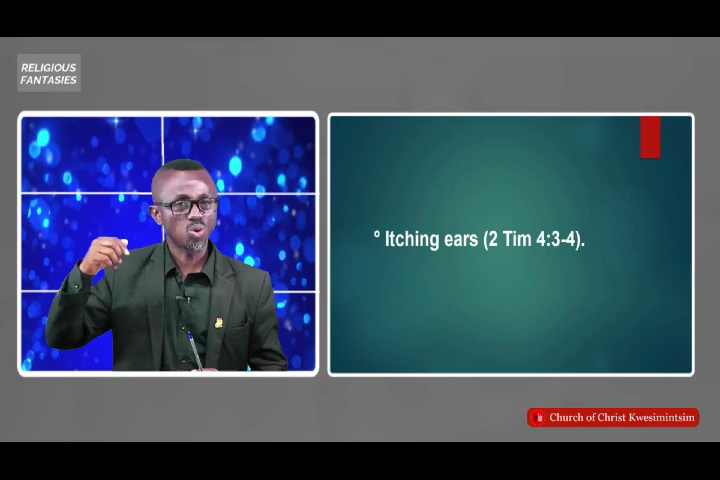 RELIGIOUS
FANTASIES
° Itching ears (2 Tim 4:3-4).
Church of Christ Kwesimintsim